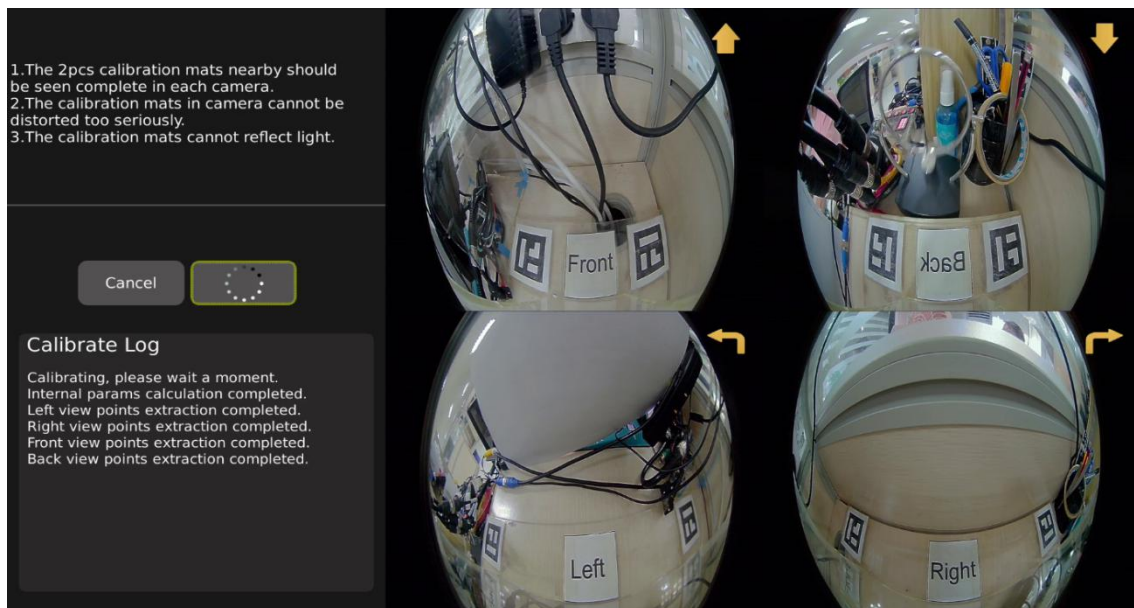 1.The 2pcs calibration mats nearby should
be seen complete in each camera.
2.The calibration mats in camera cannot be
distorted too seriously.
3.The calibration mats cannot reflect light.
Cancel
Calibrate Log
Calibrating, please wait a moment.
Internal params calculation completed.
Left view points extraction completed.
Right view points extraction completed.
Front view points extraction completed.
Back view points extraction completed.
Front
Back
Left
Right